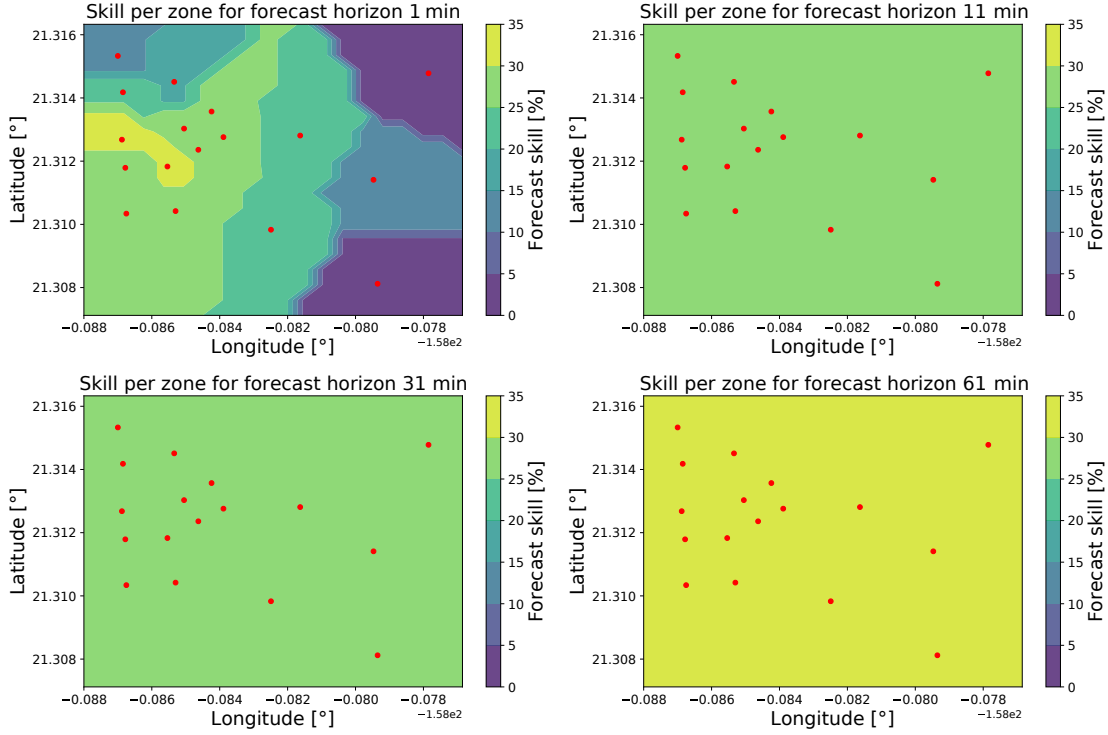 Skill per zone for forecast horizon 1 min
21.316
21.314
21.312
21.310
21.308
Latitude [°]
−0.088 −0.086 −0.084 −0.082 −0.080 −0.078
Longitude [°]
−1.58e2
35
30
25
20
15
10
5
0
Forecast skill [%]
Skill per zone for forecast horizon 11 min
21.316
21.314
21.312
21.310
21.308
Latitude [°]
−0.088 −0.086 −0.084 −0.082 −0.080 −0.078
Longitude [°]
−1.58e2
35
30
25
20
15
10
5
0
Forecast skill [%]
Skill per zone for forecast horizon 31 min
21.316
21.314
21.312
21.310
21.308
Latitude [°]
−0.088 −0.086 −0.084 −0.082 −0.080 −0.078
Longitude [°]
−1.58e2
35
30
25
20
15
10
5
0
Forecast skill [%]
Skill per zone for forecast horizon 61 min
21.316
21.314
21.312
21.310
21.308
Latitude [°]
−0.088 −0.086 −0.084 −0.082 −0.080 −0.078
Longitude [°]
−1.58e2
35
30
25
20
15
10
5
0
Forecast skill [%]